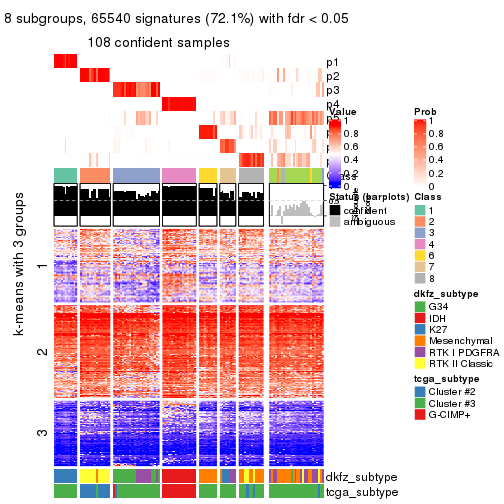 8 subgroups, 65540 signatures (72.1%) with fdr < 0.05
108 confident samples
p1
p2
p3
p4
k-means with 3 groups
1
2
3
dkfz_subtype
tcga_subtype
Value
1
0.8
0.6
0.4
0.2
0
Status (barplots)
confident
ambiguous
Prob
1
0.8
0.6
0.4
0.2
0
Class
1
2
3
4
6
7
8
dkfz_subtype
G34
IDH
K27
Mesenchymal
RTK I PDGFRA
RTK II Classic
tcga_subtype
Cluster #2
Cluster #3
G-CIMP+